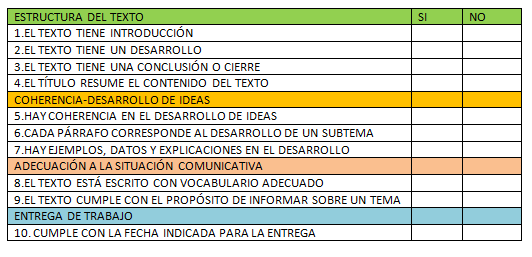 ESTRUCTURA DEL TEXTO SI NO
1.EL TEXTO TIENE INTRODUCCIÓN
2.EL TEXTO TIENE UN DESARROLLO
3.EL TEXTO TIENE UNA CONCLUSIÓN O CIERRE
4.EL TÍTULO RESUME EL CONTENIDO DEL TEXTO
COHERENCIA-DESARROLLO DE IDEAS
5.HAY COHERENCIA EN EL DESARROLLO DE IDEAS
6.CADA PÁRRAFO CORRESPONDE AL DESARROLLO DE UN SUBTEMA
7.HAY EJEMPLOS, DATOS Y EXPLICACIONES EN EL DESARROLLO
ADECUACIÓN A LA SITUACIÓN COMUNICATIVA
8.EL TEXTO ESTÁ ESCRITO CON VOCABULARIO ADECUADO
9.EL TEXTO CUMPLE CON EL PROPÓSITO DE INFORMAR SOBRE UN TEMA
ENTREGA DE TRABAJO
10. CUMPLE CON LA FECHA INDICADA PARA LA ENTREGA